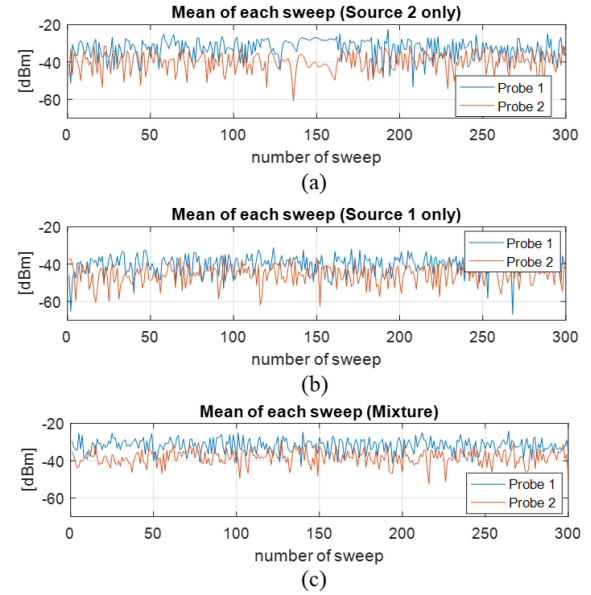 Mean of each sweep (Source 2 only)
-20
-40
-60
[dBm]
Probe 1
Probe 2
0 50 100 150 200 250 300
number of sweep
(a)
Mean of each sweep (Source 1 only)
-20
-40
-60
[dBm]
Probe 1
Probe 2
0 50 100 150 200 250 300
number of sweep
(b)
Mean of each sweep (Mixture)
-20
-40
-60
[dBm]
Probe 1
Probe 2
0 50 100 150 200 250 300
number of sweep
(c)